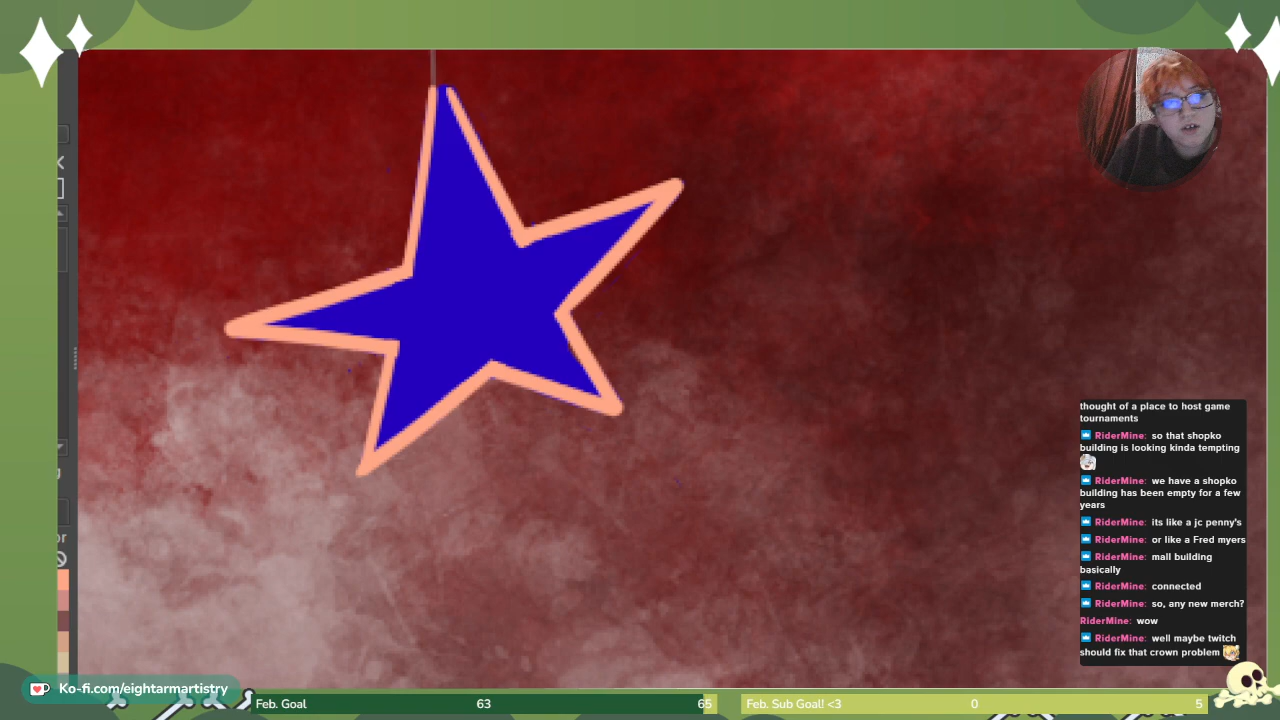 thought of a place to host game
tournaments
RiderMine: so that shopko
building is looking kinda tempting
RiderMine: we have a shopko
building has been empty for a few
years
RiderMine: its like a jc penny's
RiderMine: or like a Fred myers
RiderMine: mall building
basically
RiderMine: connected
RiderMine: so, any new merch?
RiderMine: wow
RiderMine: well maybe twitch
should fix that crown problem
Ko-fi.com/eightarmartistry
Feb. Goal 63 65
Feb. Sub Goal! <3 0 5